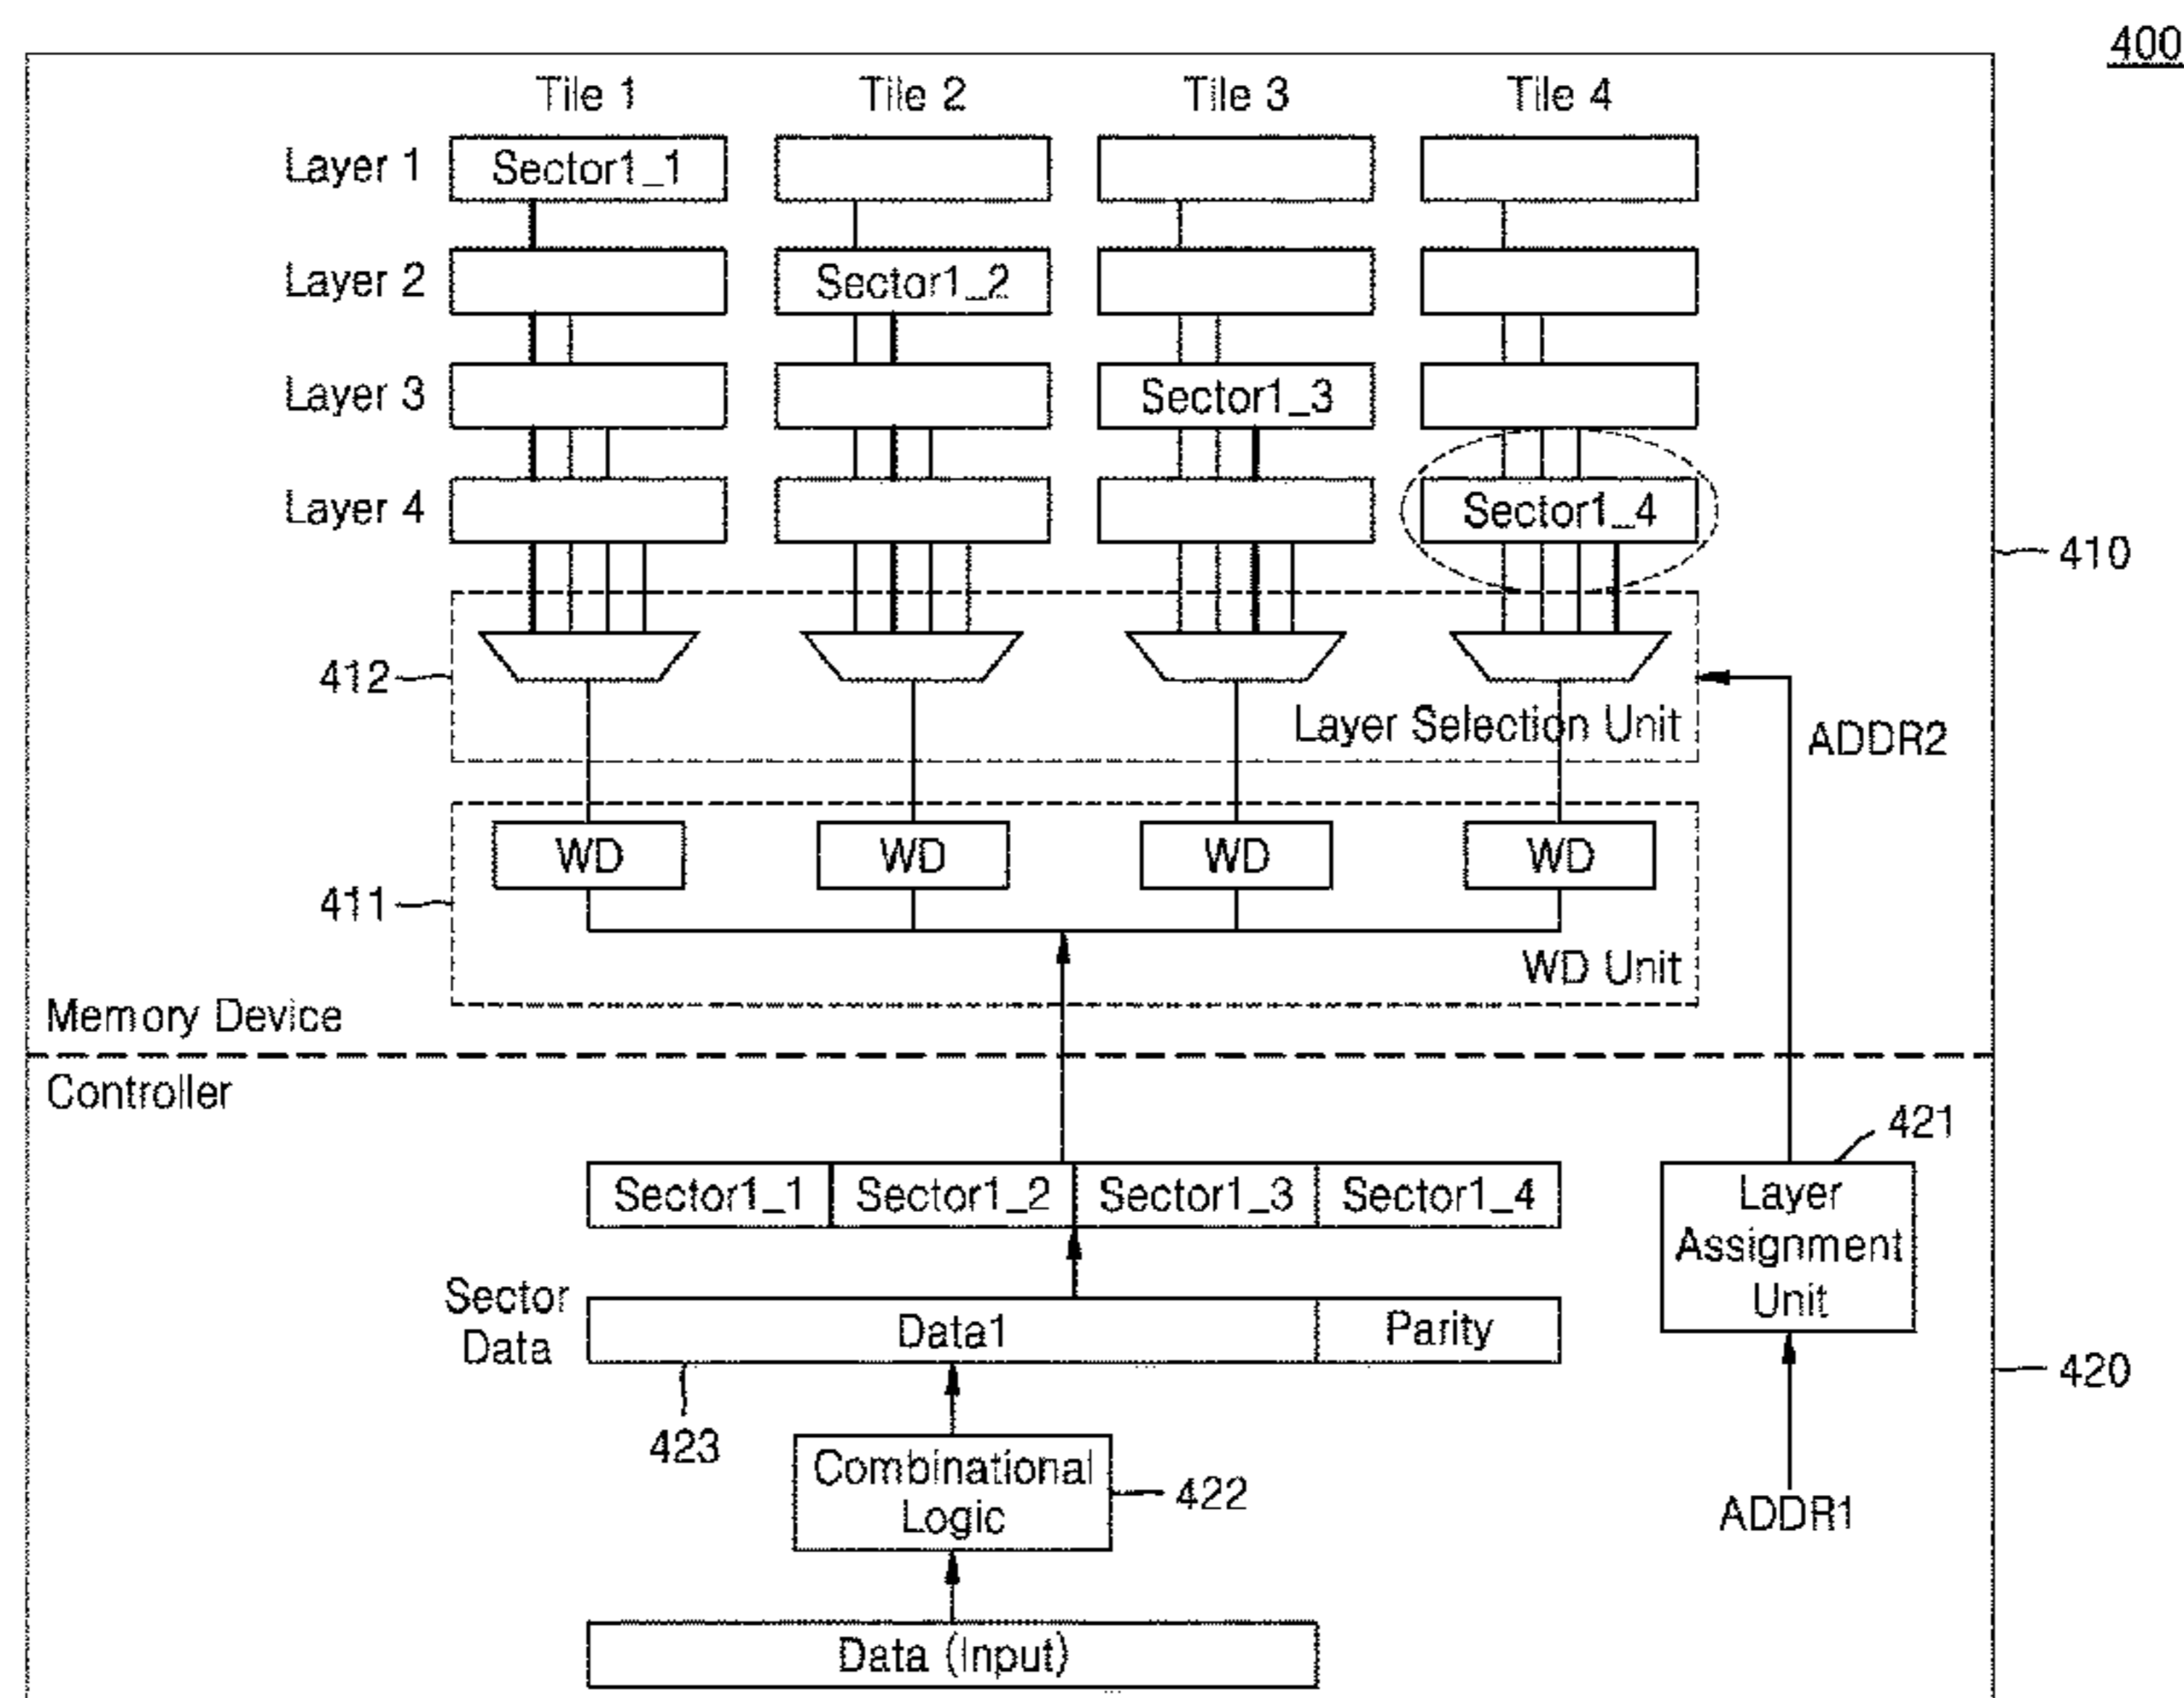 400
Tile 1 Tile 2 Tile 3 Tile 4
Layer 1 Sector1_1
Layer 2 Sector1_2
Layer 3 Sector1_3
Layer 4 Sector1_4
410
412
Layer Selection Unit
ADDR2
WD WD WD WD
411
WD Unit
Memory Device
Controller
421
Sector1_1 Sector1_2 Sector1_3 Sector1_4
Layer
Assignment
Unit
Sector
Data
Data1 Parity
420
423
Combinational
Logic
422
ADDR1
Data (Input)